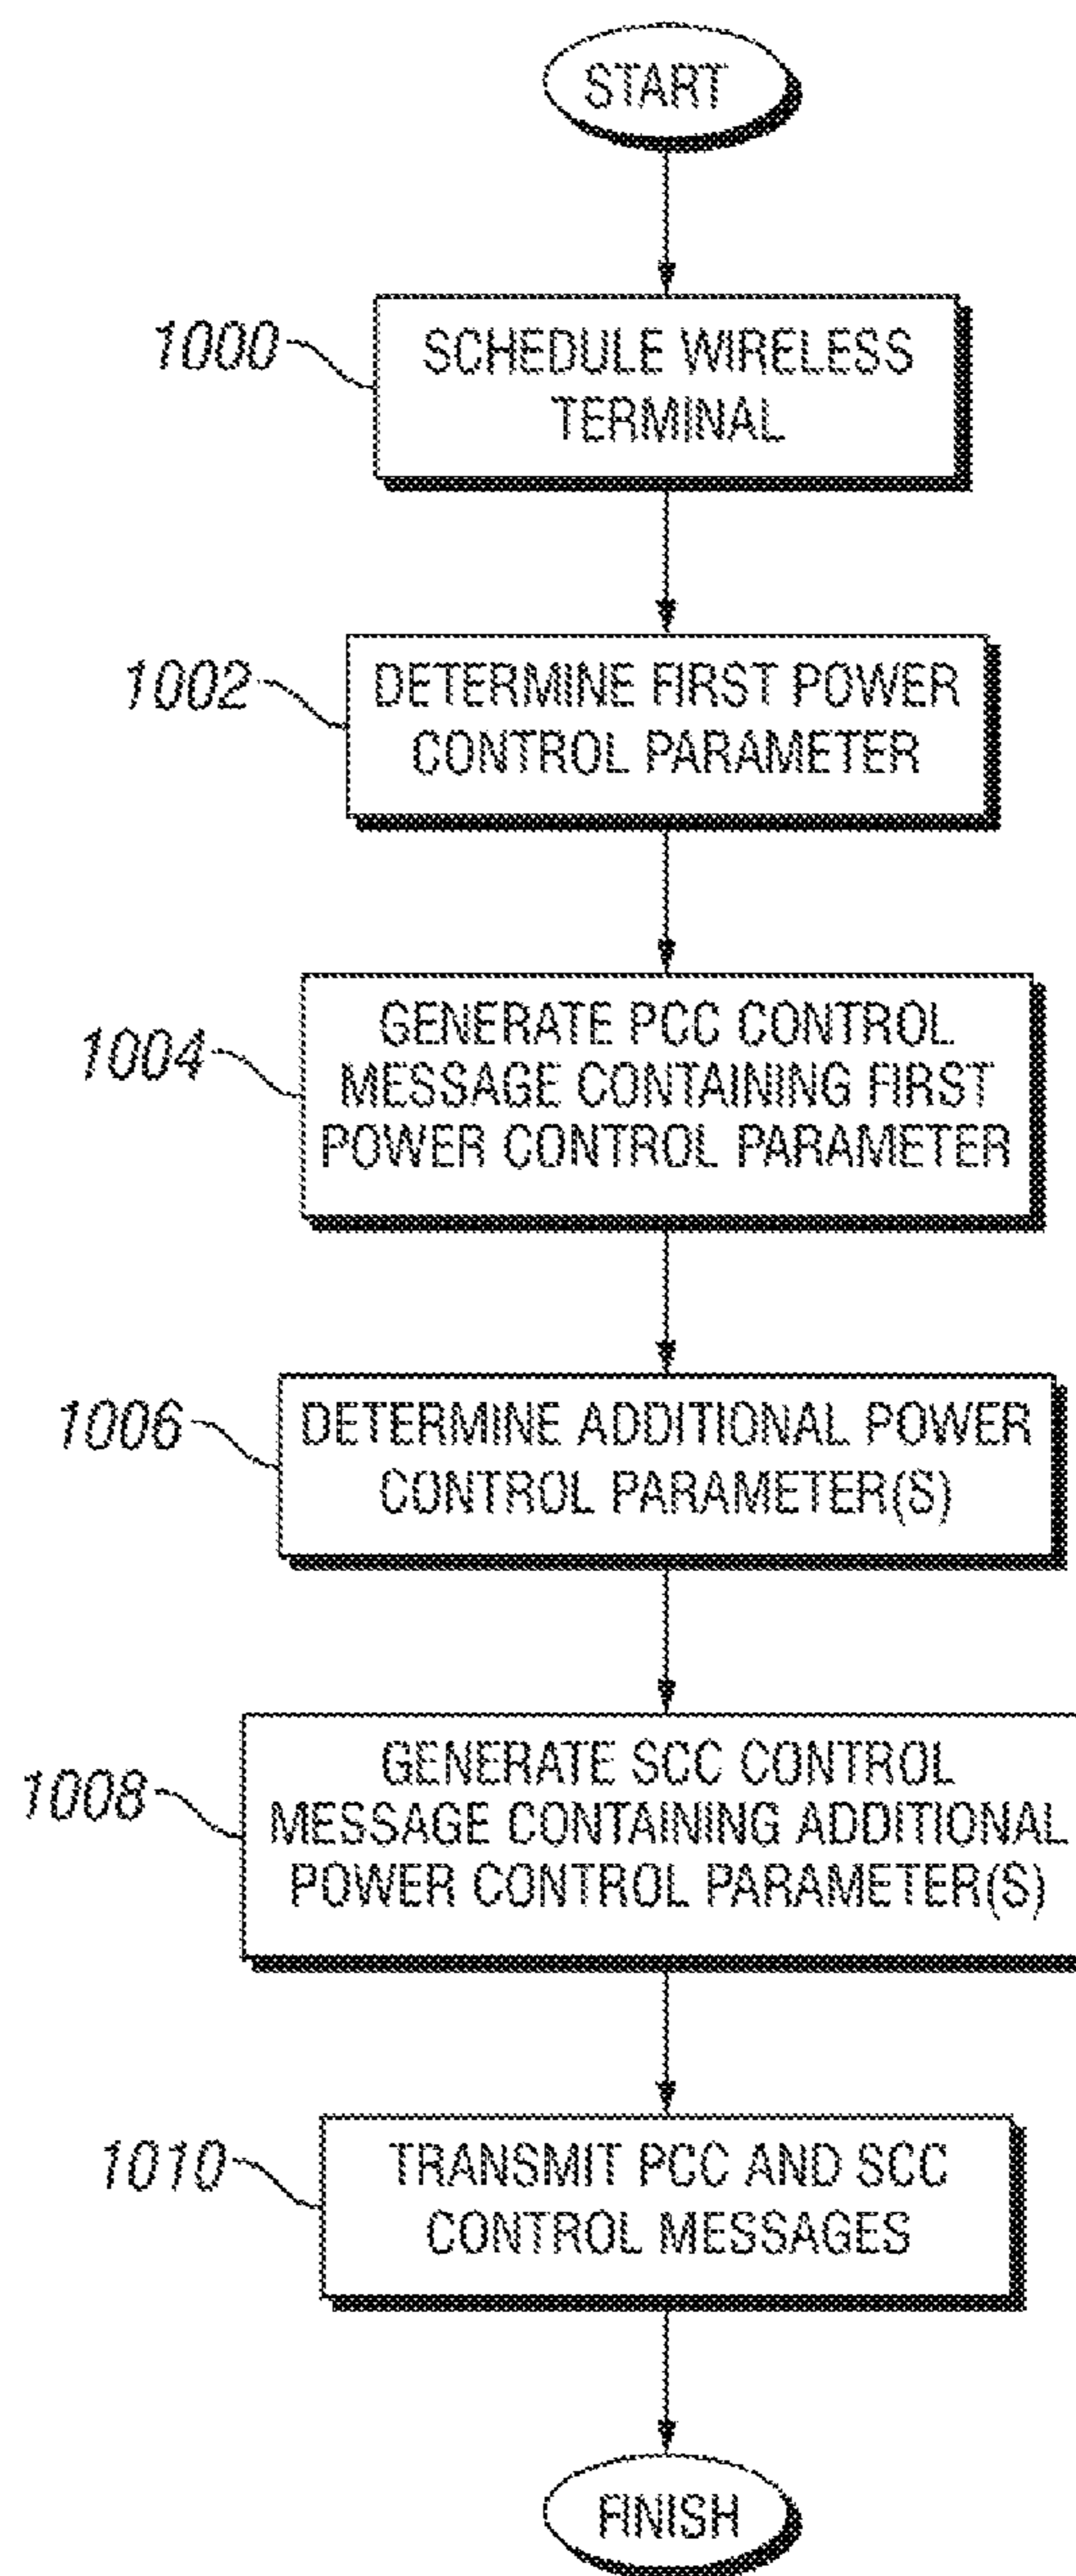 START
1000
SCHEDULE WIRELESS
TERMINAL
1002
DETERMINE FIRST POWER
CONTROL PARAMETER
1004
GENERATE PCC CONTROL
MESSAGE CONTAINING FIRST
POWER CONTROL PARAMETER
1006
DETERMINE ADDITIONAL POWER
CONTROL PARAMETER(S)
1008
GENERATE SCC CONTROL
MESSAGE CONTAINING ADDITIONAL
POWER CONTROL PARAMETER(S)
1010
TRANSMIT PCC AND SCC
CONTROL MESSAGES
FINISH